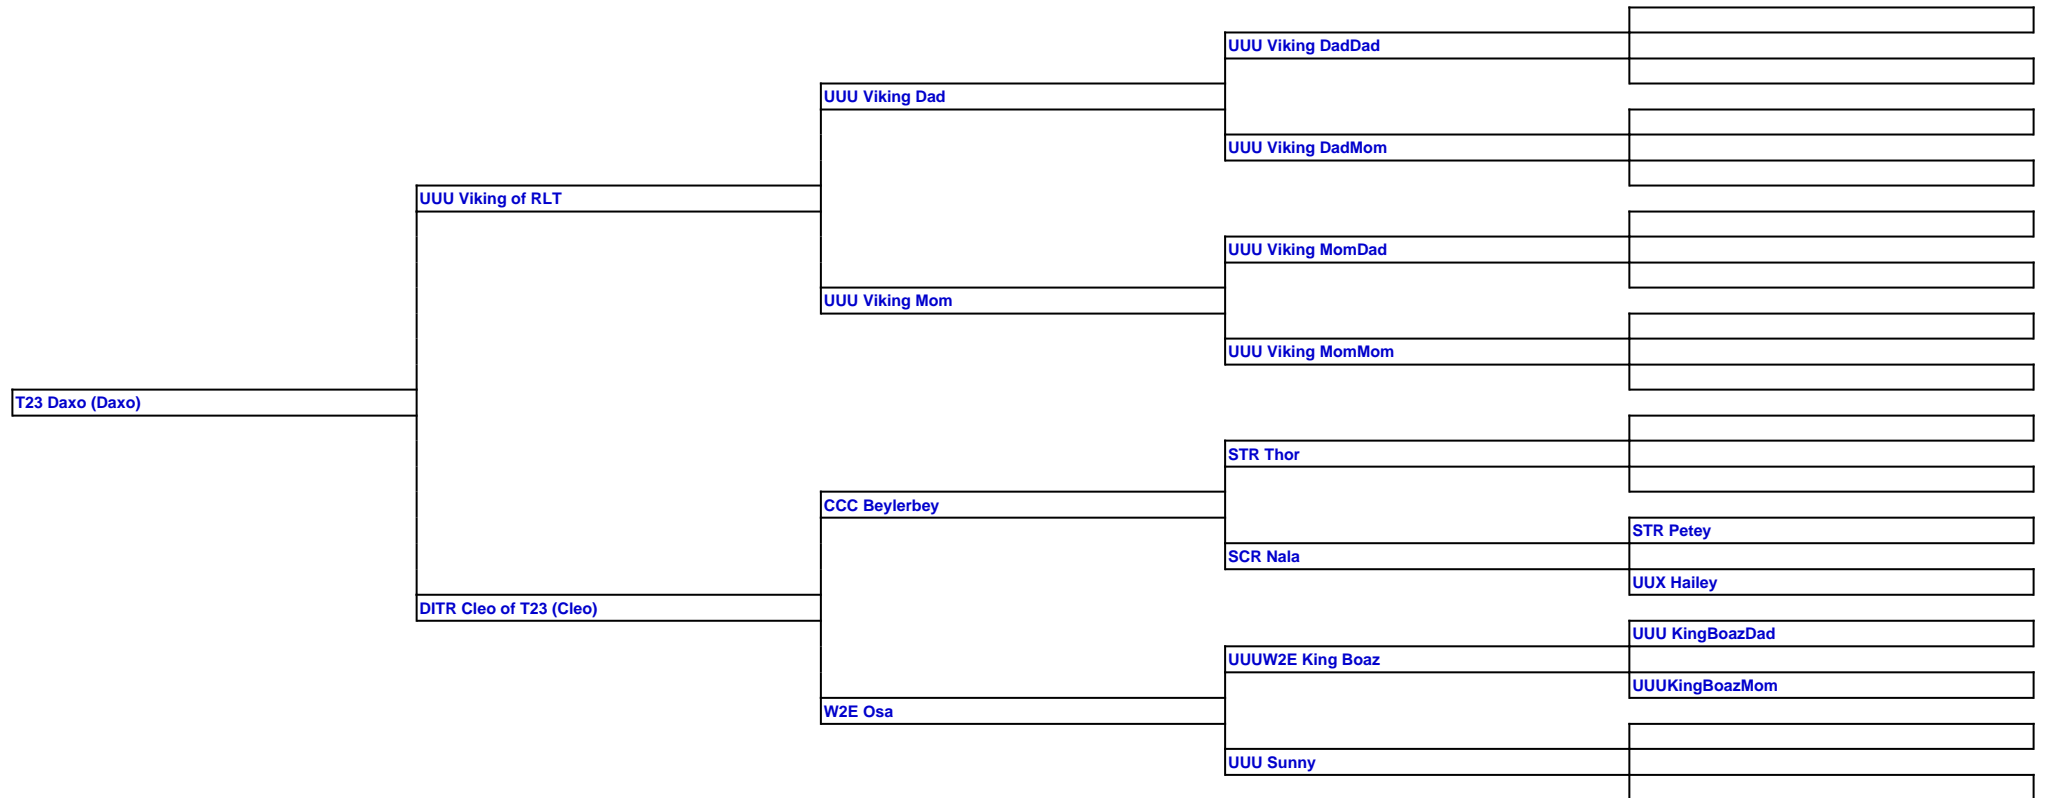 UUU Viking DadDad
UUU Viking Dad
UUU Viking DadMom
UUU Viking of RLT
UUU Viking MomDad
UUU Viking Mom
UUU Viking MomMom
T23 Daxo (Daxo)
STR Thor
CCC Beylerbey
STR Petey
SCR Nala
UUX Hailey
DITR Cleo of T23 (Cleo)
UUU KingBoazDad
UUUW2E King Boaz
UUUKingBoazMom
W2E Osa
UUU Sunny